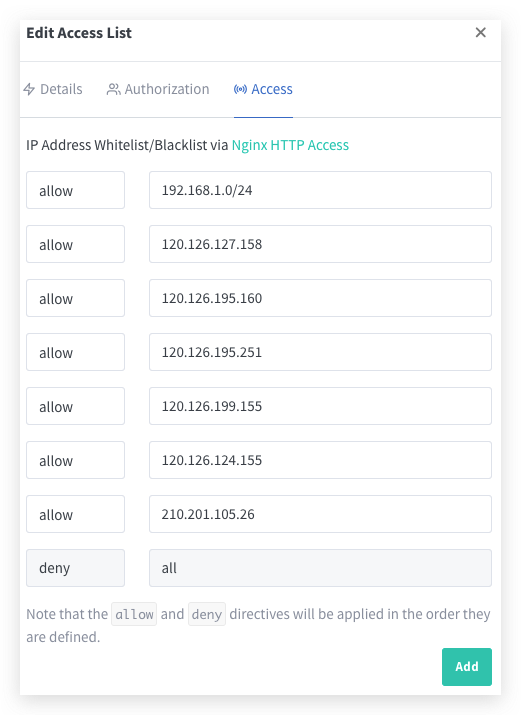 Edit Access List
Details Authorization Access
IP Address Whitelist/Blacklist via Nginx HTTP Access
allow 192.168.1.0/24
allow 120.126.127.158
allow 120.126.195.160
allow 120.126.195.251
allow 120.126.199.155
allow 120.126.124.155
allow 210.201.105.26
deny all
Note that the allow and deny directives will be applied in the order they
are defined.
Add